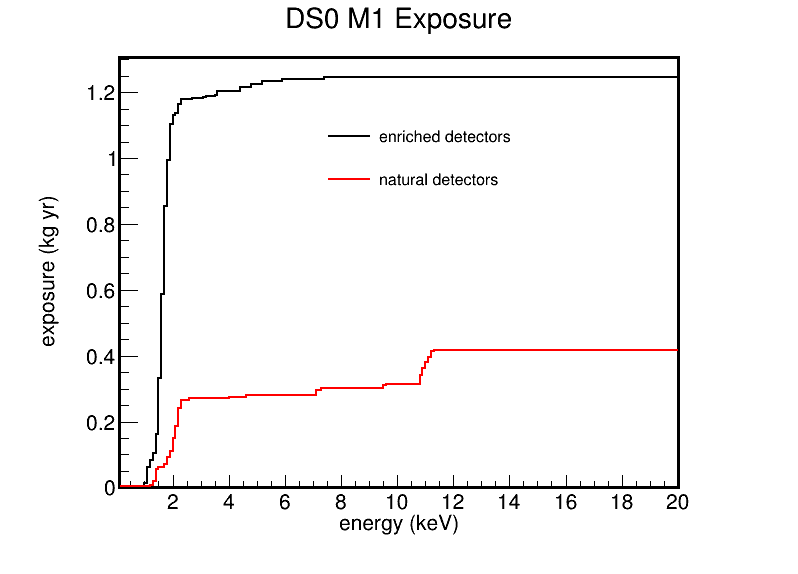 DS0 M1 Exposure
1.2
1
0.8
0.6
0.4
0.2
0
exposure (kg yr)
enriched detectors
natural detectors
2 4 6 8 10 12 14 16 18 20
energy (keV)